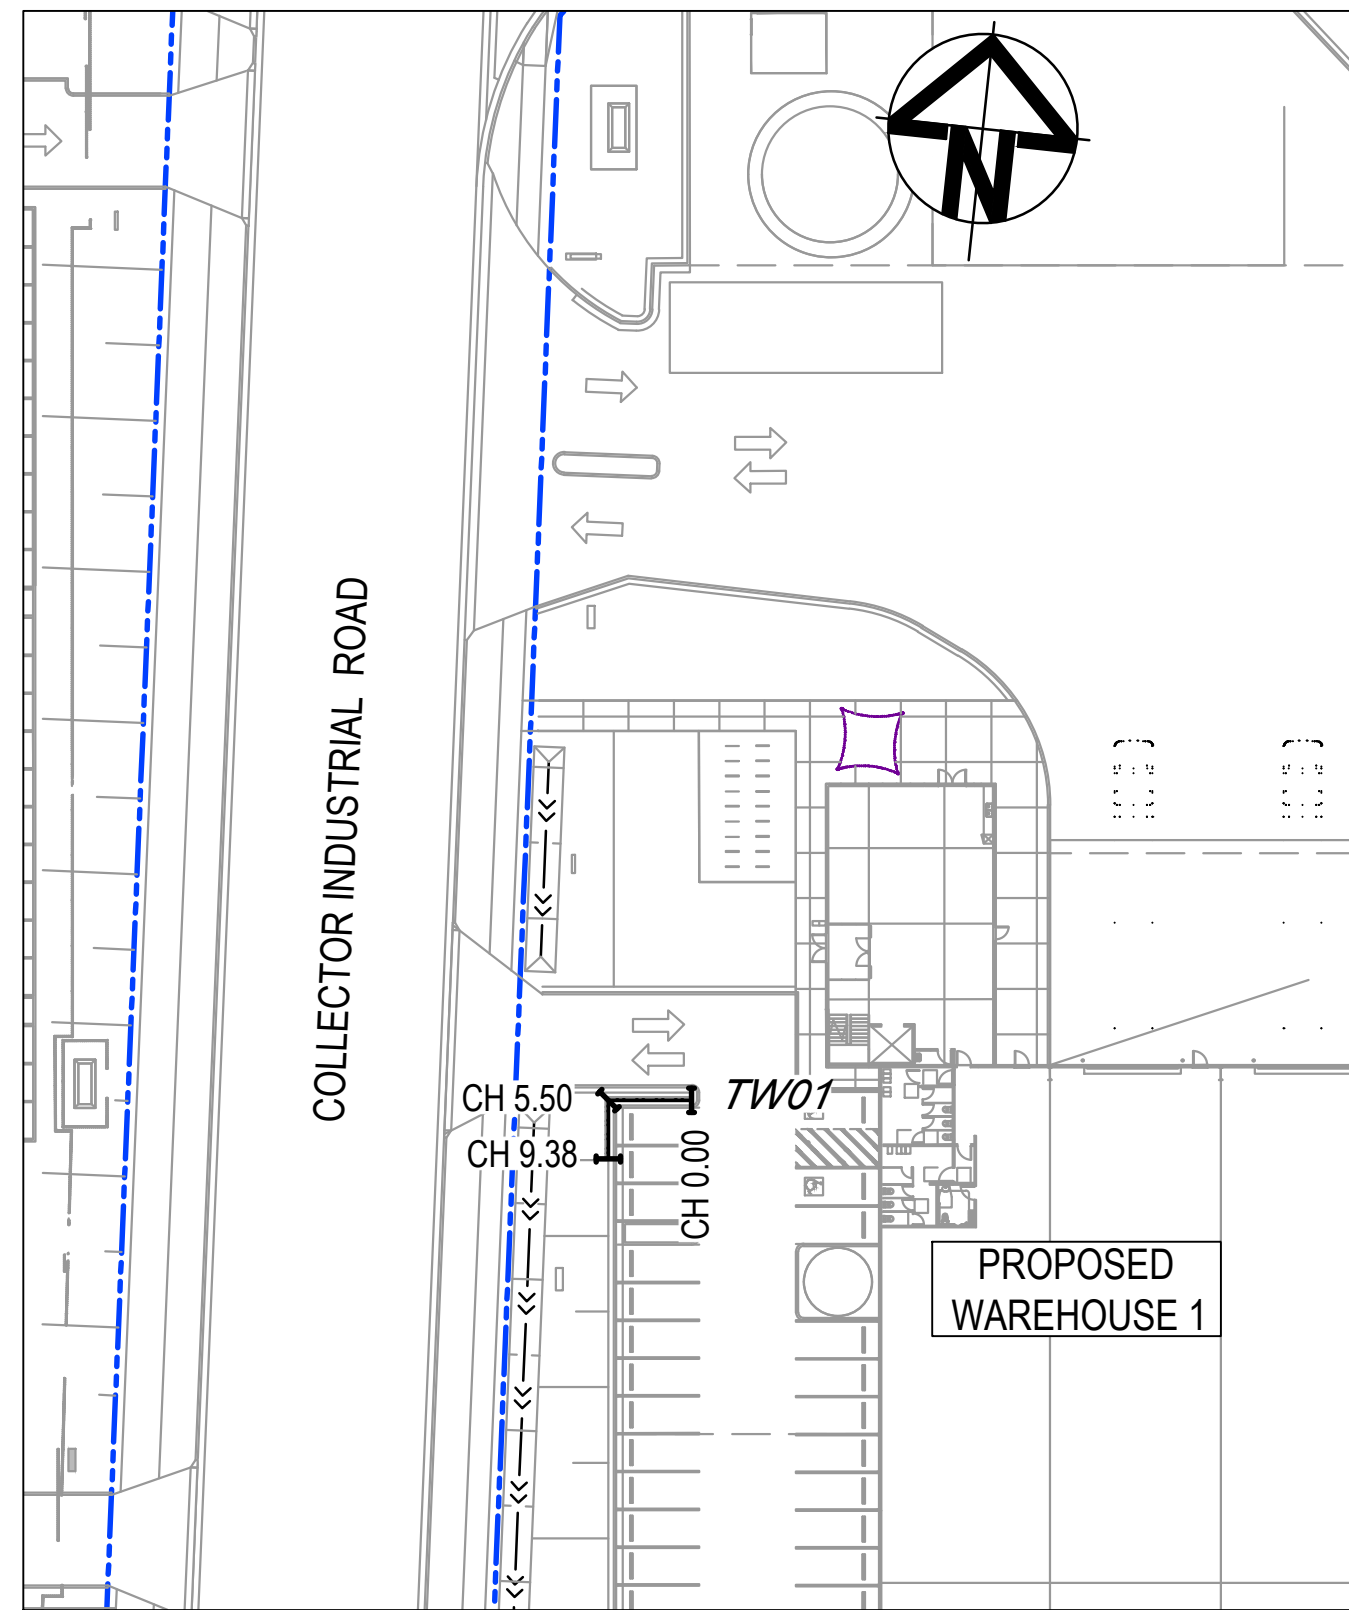 N
COLLECTOR INDUSTRIAL ROAD
CH 5.50
TW01
CH 9.38
CH 0.00
PROPOSED
WAREHOUSE 1